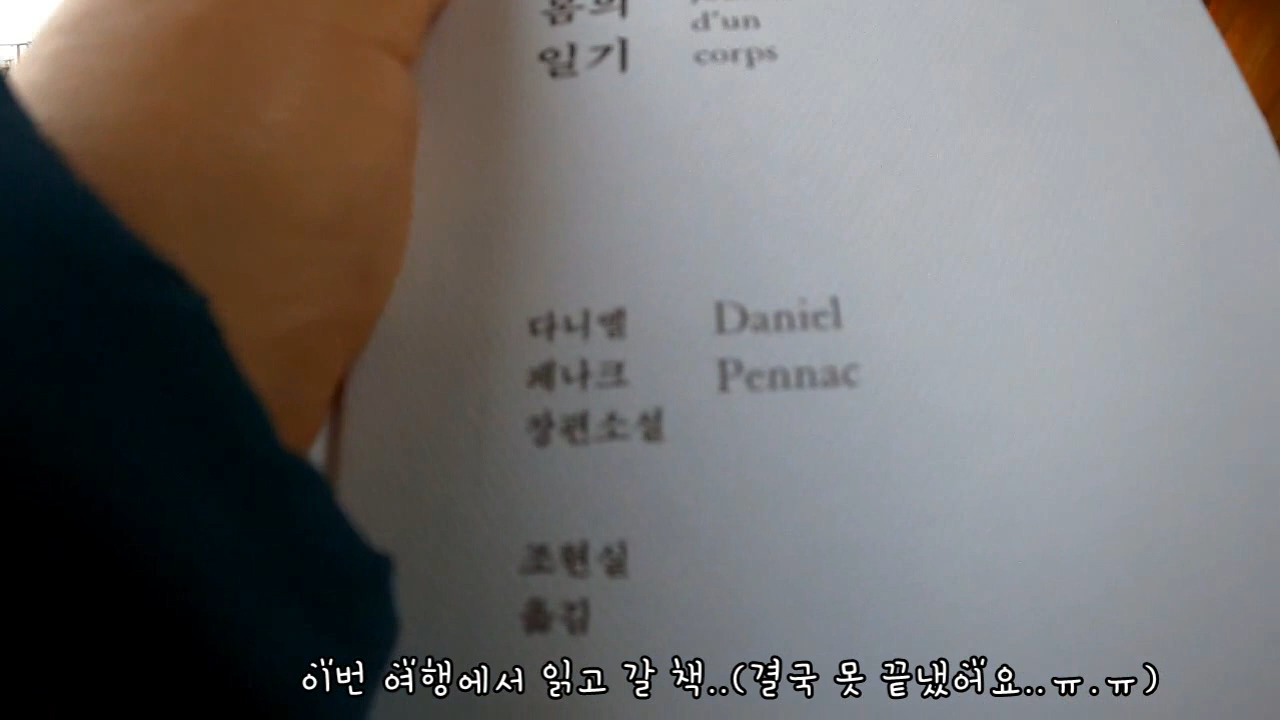 몸의
일기
d'un
corps
다니엘
페나크
장편소설
Daniel
Pennac
조현실
옮김
이번 여행에서 읽고 갈 책..(결국 못 끝냈어요..ㅠ.ㅠ)